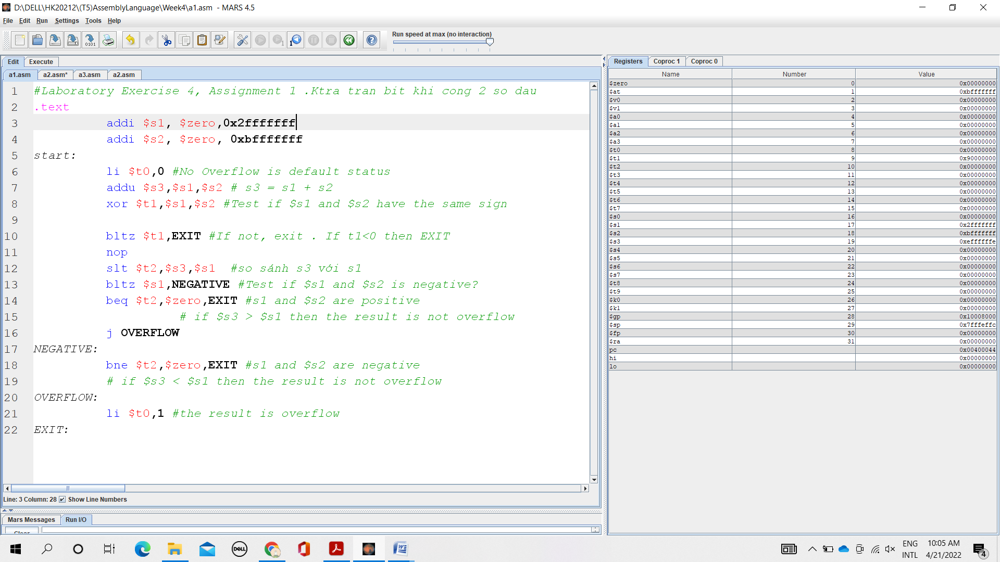 D:\DELL\HK20212\(T5)AssemblyLanguage\Week4\a1.asm - MARS 4.5
File Edit Run Settings Tools Help
Run speed at max (no interaction)
Edit Execute
a1.asm a2.asm* a3.asm a2.asm
1 #Laboratory Exercise 4, Assignment 1 .Ktra tran bit khi cong 2 so dau
2 .text
3 addi $s1, $zero,0x2fffffff
4 addi $s2, $zero, 0xbfffffff
5 start:
6 li $t0,0 #No Overflow is default status
7 addu $s3,$s1,$s2 # s3 = s1 + s2
8 xor $t1,$s1,$s2 #Test if $s1 and $s2 have the same sign
9
10 bltz $t1,EXIT #If not, exit . If t1<0 then EXIT
11 nop
12 slt $t2,$s3,$s1 #so sánh s3 với s1
13 bltz $s1,NEGATIVE #Test if $s1 and $s2 is negative?
14 beq $t2,$zero,EXIT #s1 and $s2 are positive
15 # if $s3 > $s1 then the result is not overflow
16 j OVERFLOW
17 NEGATIVE:
18 bne $t2,$zero,EXIT #s1 and $s2 are negative
19 # if $s3 < $s1 then the result is not overflow
20 OVERFLOW:
21 li $t0,1 #the result is overflow
22 EXIT:
Line: 3 Column: 28 Show Line Numbers
Mars Messages Run I/O
Clear
Registers Coproc 1 Coproc 0
Name Number Value
$zero 0 0x00000000
$at 1 0xbfffffff
$v0 2 0x00000000
$v1 3 0x00000000
$a0 4 0x00000000
$a1 5 0x00000000
$a2 6 0x00000000
$a3 7 0x00000000
$t0 8 0x00000000
$t1 9 0x90000000
$t2 10 0x00000000
$t3 11 0x00000000
$t4 12 0x00000000
$t5 13 0x00000000
$t6 14 0x00000000
$t7 15 0x00000000
$s0 16 0x00000000
$s1 17 0x2fffffff
$s2 18 0xbfffffff
$s3 19 0xeffffffe
$s4 20 0x00000000
$s5 21 0x00000000
$s6 22 0x00000000
$s7 23 0x00000000
$t8 24 0x00000000
$t9 25 0x00000000
$k0 26 0x00000000
$k1 27 0x00000000
$gp 28 0x10008000
$sp 29 0x7fffeffc
$fp 30 0x00000000
$ra 31 0x00000000
pc 0x00400044
hi 0x00000000
lo 0x00000000
ENG
INTL
10:05 AM
4/21/2022
4